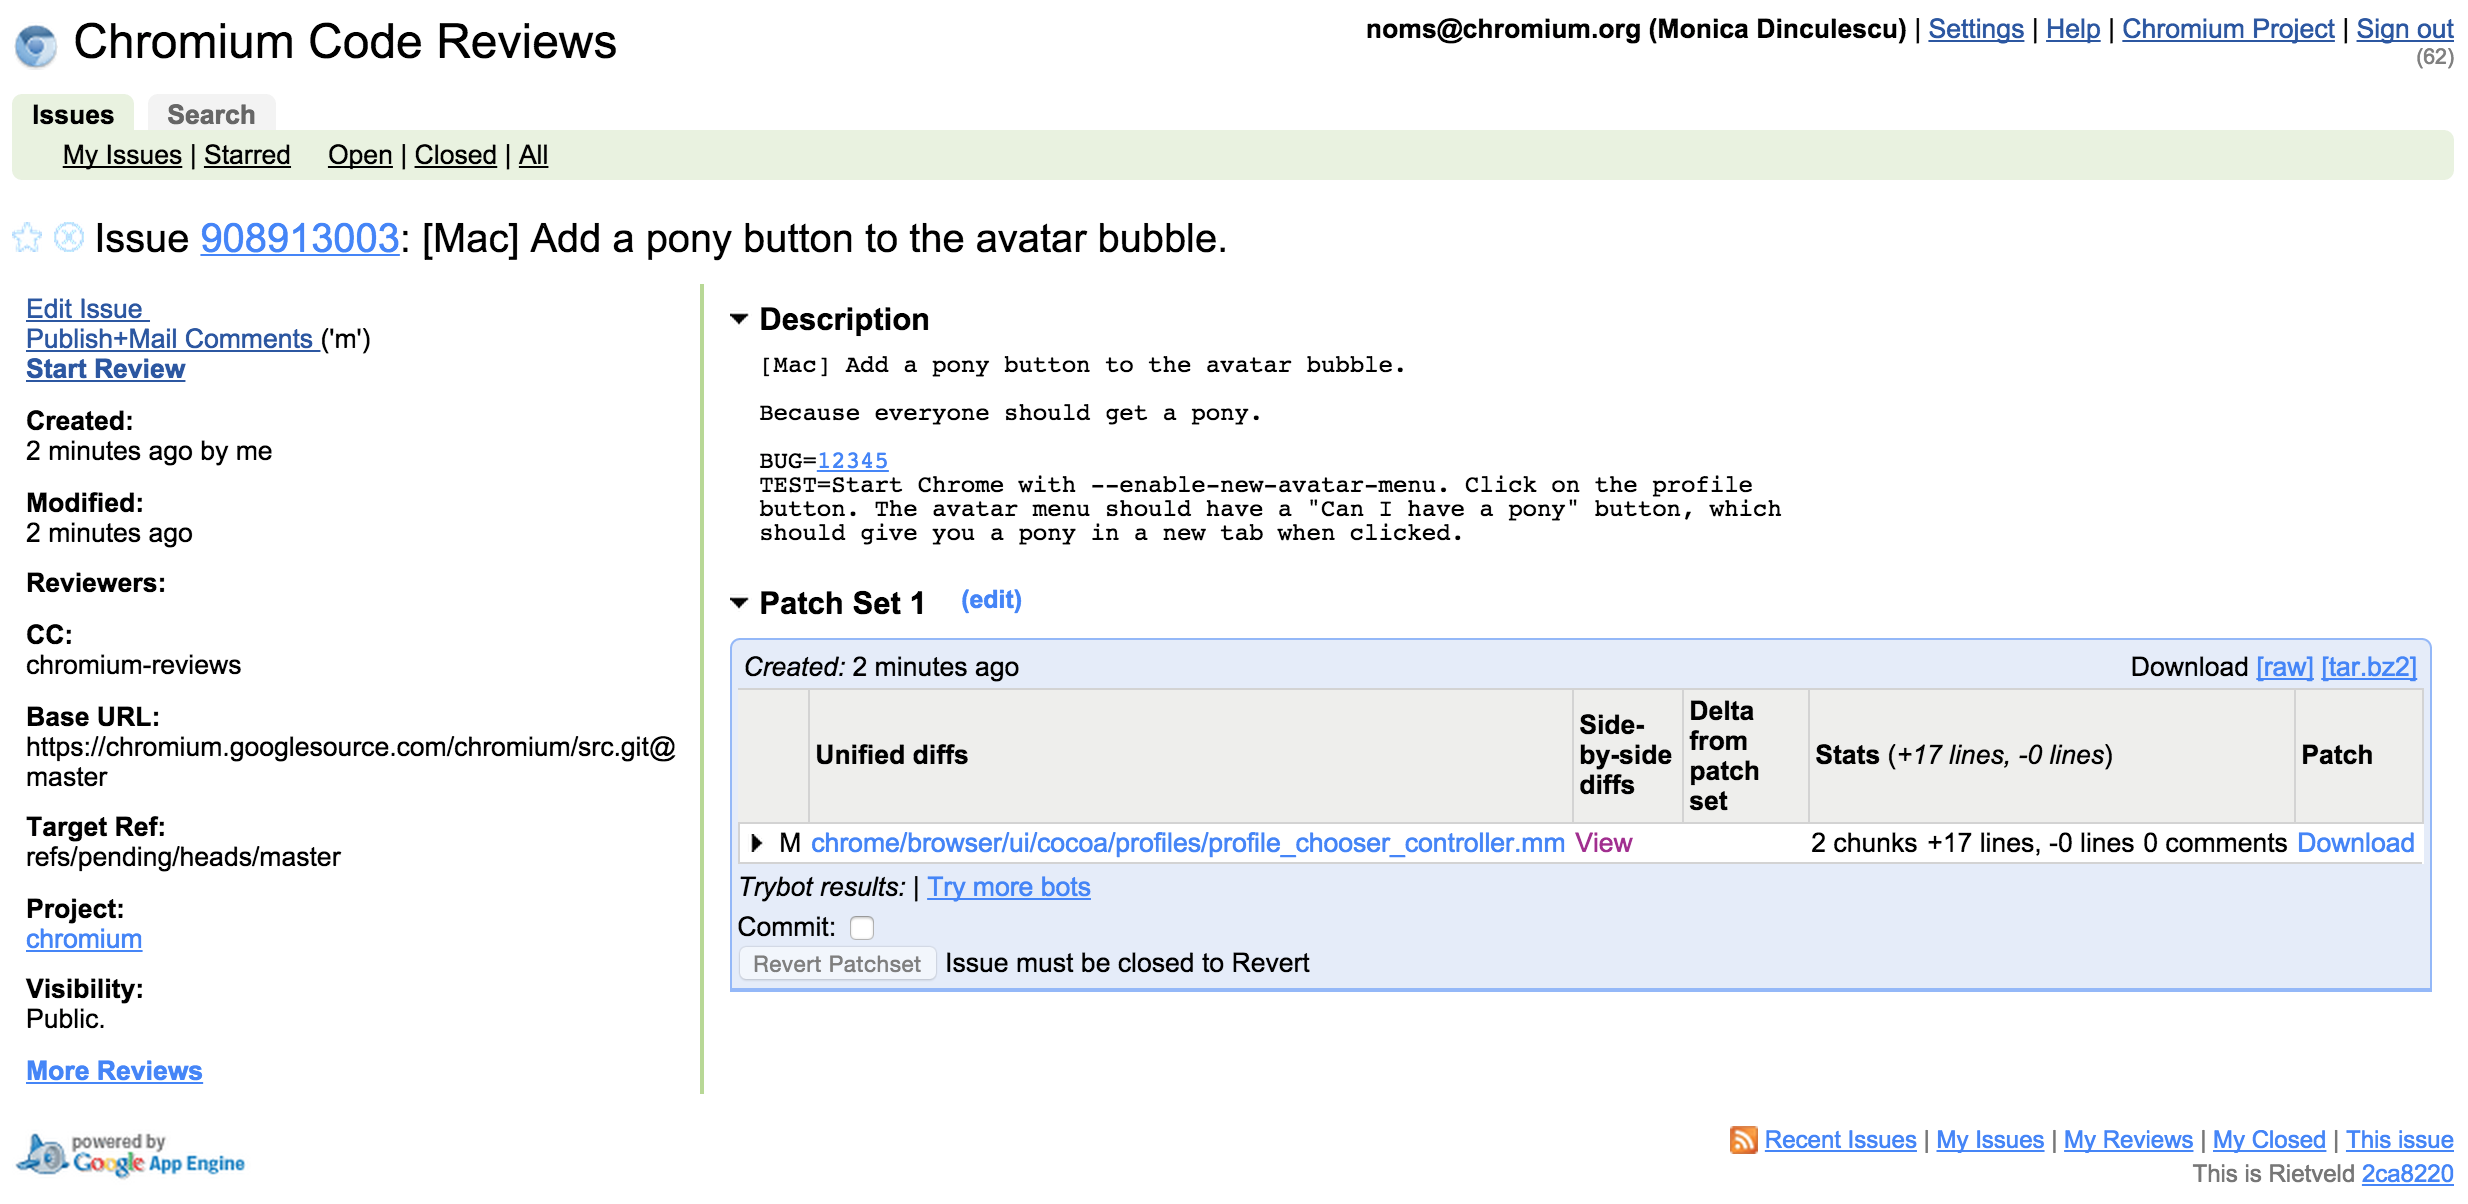 Chromium Code Reviews
noms@chromium.org (Monica Dinculescu) | Settings | Help | Chromium Project | Sign out
(62)
Issues Search
My Issues | Starred Open | Closed | All
Issue 908913003: [Mac] Add a pony button to the avatar bubble.
Edit Issue
Publish+Mail Comments ('m')
Start Review
Created:
2 minutes ago by me
Modified:
2 minutes ago
Reviewers:
CC:
chromium-reviews
Base URL:
https://chromium.googlesource.com/chromium/src.git@
master
Target Ref:
refs/pending/heads/master
Project:
chromium
Visibility:
Public.
More Reviews
Description
[Mac] Add a pony button to the avatar bubble.
Because everyone should get a pony.
BUG=12345
TEST=Start Chrome with --enable-new-avatar-menu. Click on the profile
button. The avatar menu should have a "Can I have a pony" button, which
should give you a pony in a new tab when clicked.
Patch Set 1 (edit)
Created: 2 minutes ago
Download [raw] [tar.bz2]
Unified diffs
Side-
by-side
diffs
Delta
from
patch
set
Stats (+17 lines, -0 lines)
Patch
M chrome/browser/ui/cocoa/profiles/profile_chooser_controller.mm View 2 chunks +17 lines, -0 lines 0 comments Download
Trybot results: | Try more bots
Commit:
Revert Patchset Issue must be closed to Revert
powered by
Google App Engine
Recent Issues | My Issues | My Reviews | My Closed | This issue
This is Rietveld 2ca8220